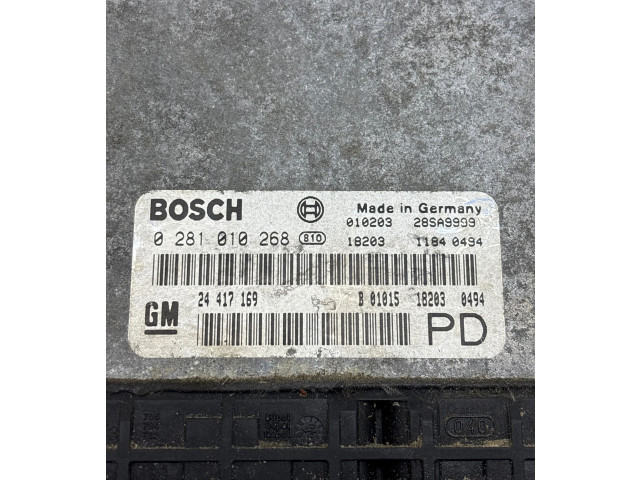 BOSCH Made in Germany
010203 28SA9999
0 281 010 268 810 18203 1184 0494
24 417 169 B 01015 18203 0494
GM PD